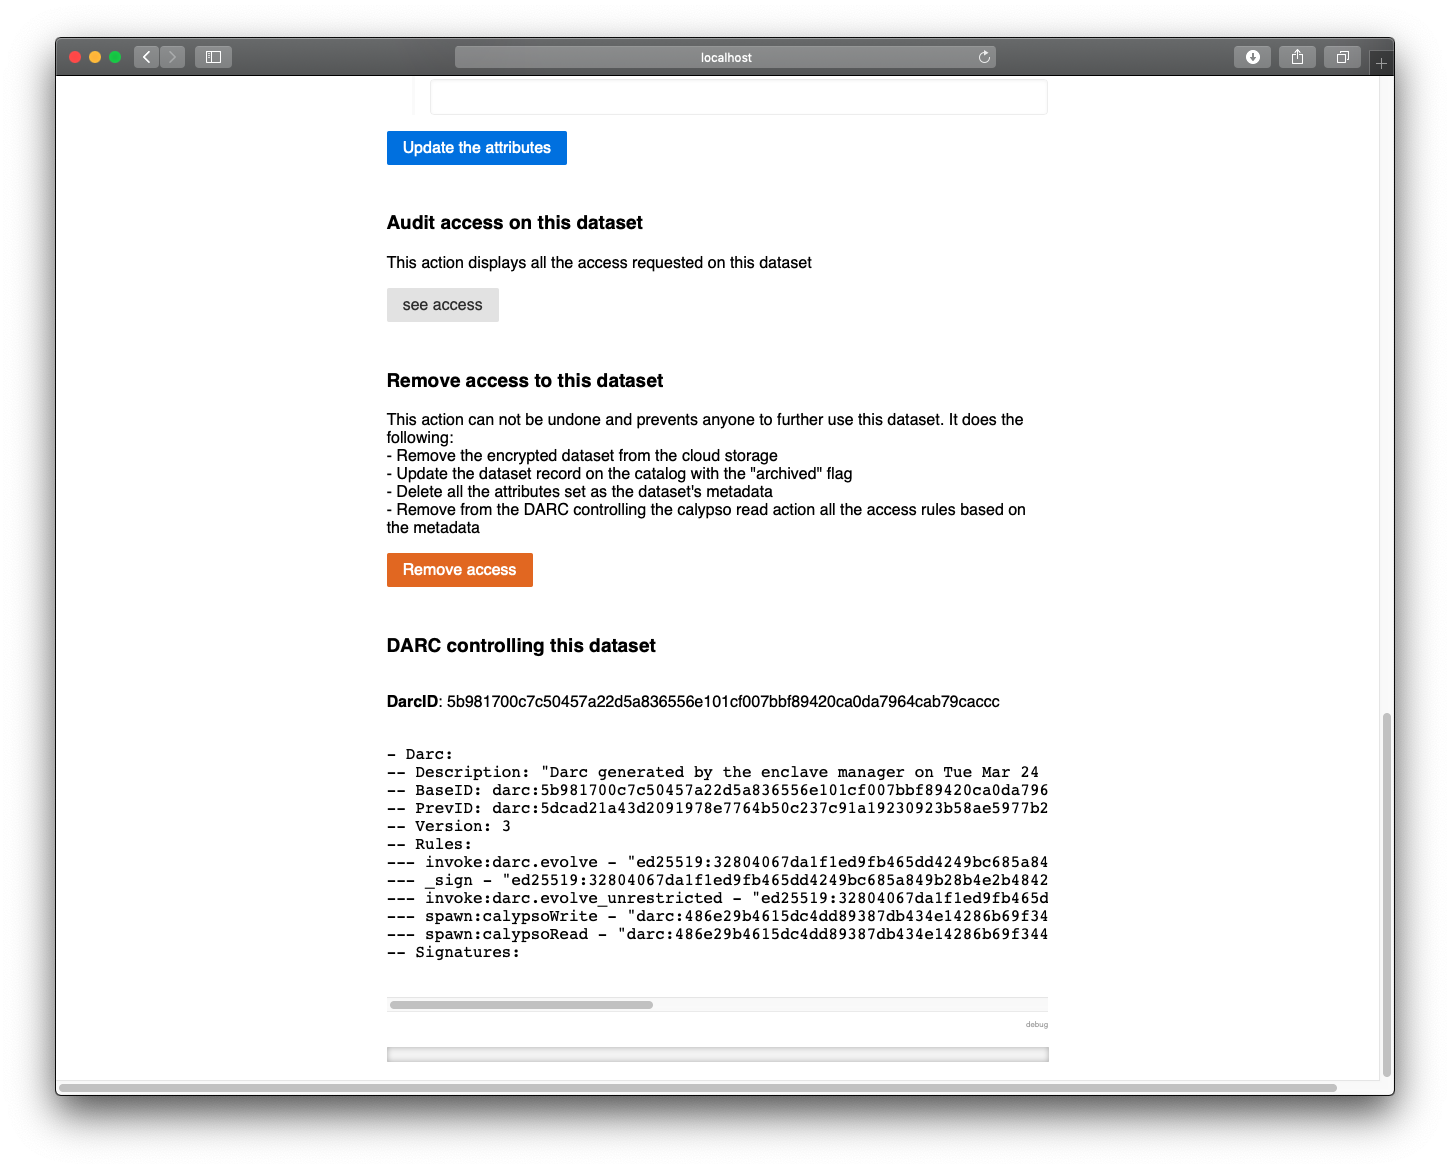 localhost
Update the attributes
Audit access on this dataset
This action displays all the access requested on this dataset
see access
Remove access to this dataset
This action can not be undone and prevents anyone to further use this dataset. It does the
following:
- Remove the encrypted dataset from the cloud storage
- Update the dataset record on the catalog with the "archived" flag
- Delete all the attributes set as the dataset's metadata
- Remove from the DARC controlling the calypso read action all the access rules based on
the metadata
Remove access
DARC controlling this dataset
DarcID: 5b981700c7c50457a22d5a836556e101cf007bbf89420ca0da7964cab79caccc
- Darc:
-- Description: "Darc generated by the enclave manager on Tue Mar 24
-- BaseID: darc:5b981700c7c50457a22d5a836556e101cf007bbf89420ca0da796
-- PrevID: darc:5dcad21a43d2091978e7764b50c237c91a19230923b58ae5977b2
-- Version: 3
-- Rules:
--- invoke:darc.evolve - "ed25519:32804067da1f1ed9fb465dd4249bc685a84
--- _sign - "ed25519:32804067da1f1ed9fb465dd4249bc685a849b28b4e2b4842
--- invoke:darc.evolve_unrestricted - "ed25519:32804067da1f1ed9fb465d
--- spawn:calypsoWrite - "darc:486e29b4615dc4dd89387db434e14286b69f34
--- spawn:calypsoRead - "darc:486e29b4615dc4dd89387db434e14286b69f344
-- Signatures:
debug